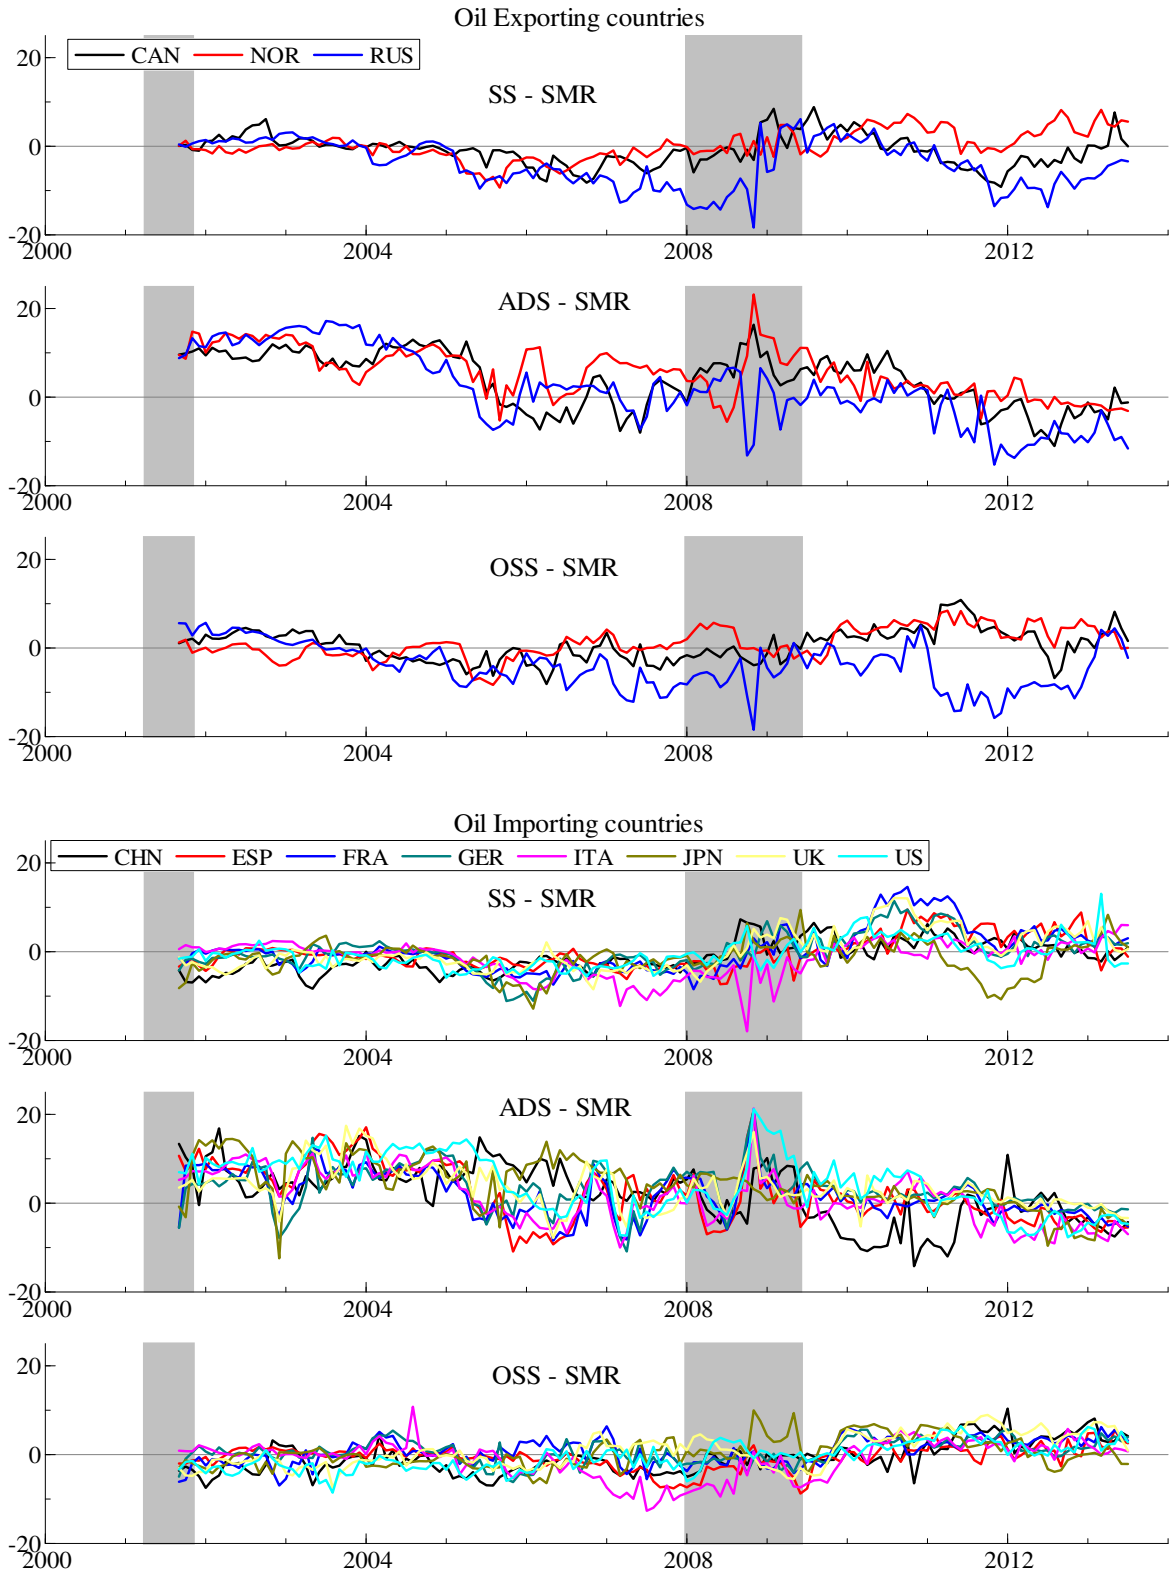 Oil Exporting countries
20 CAN NOR RUS
SS - SMR
0
-20
2000 2004 2008 2012
ADS - SMR
20
0
-20
2000 2004 2008 2012
OSS - SMR
20
0
-20
2000 2004 2008 2012
Oil Importing countries
CHN ESP FRA GER ITA JPN UK US
20
SS - SMR
0
-20
2000 2004 2008 2012
ADS - SMR
20
0
-20
2000 2004 2008 2012
OSS - SMR
20
0
-20
2000 2004 2008 2012